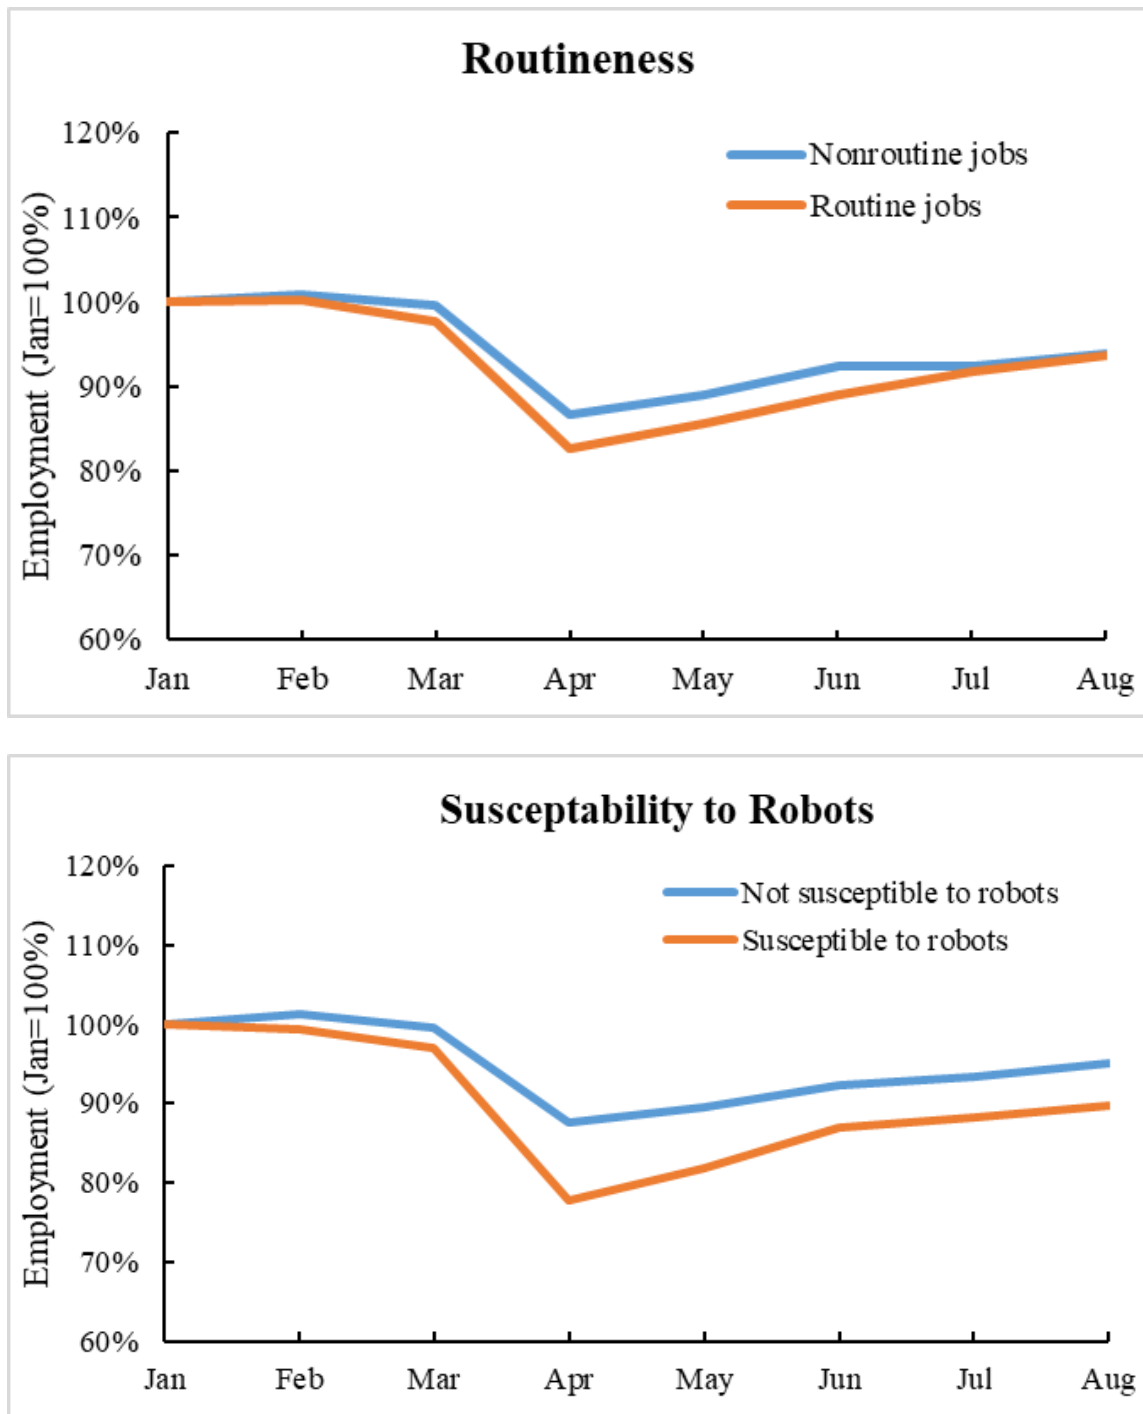 Routineness
Employment (Jan=100%)
120%
110%
100%
90%
80%
70%
60%
Nonroutine jobs
Routine jobs
Jan Feb Mar Apr May Jun Jul Aug
Susceptability to Robots
Employment (Jan=100%)
120%
110%
100%
90%
80%
70%
60%
Not susceptible to robots
Susceptible to robots
Jan Feb Mar Apr May Jun Jul Aug